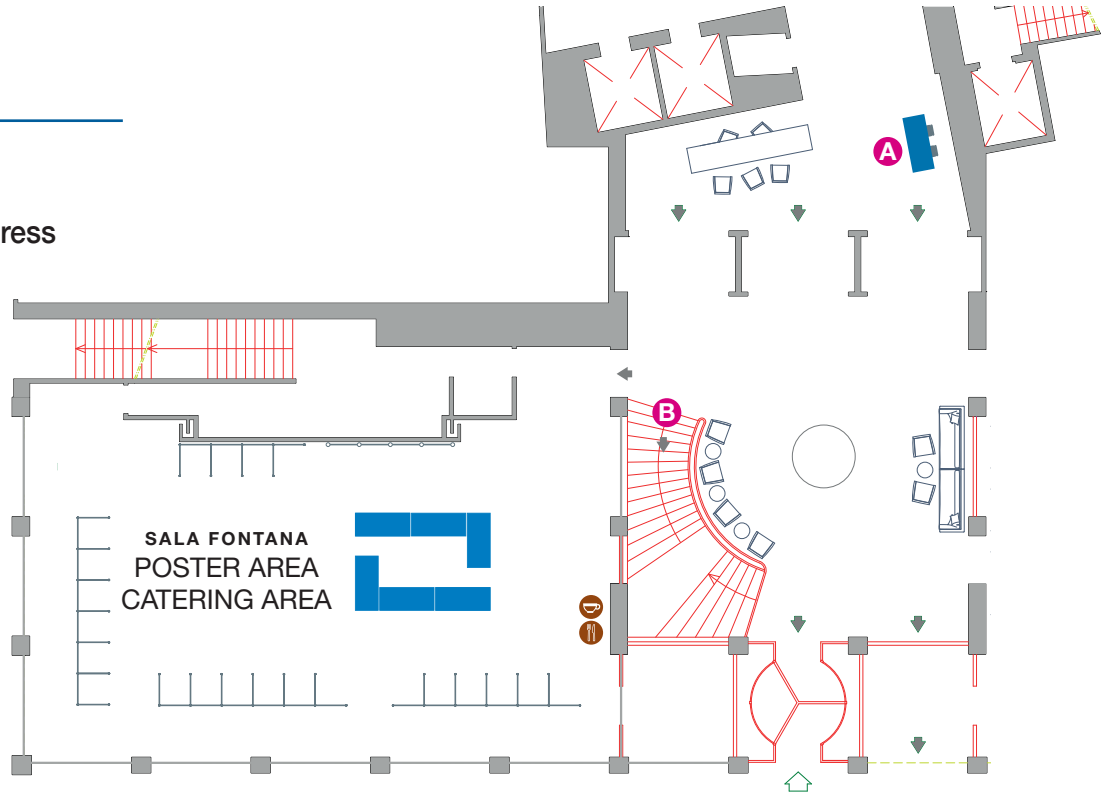 ress
A
B
SALA FONTANA
POSTER AREA
CATERING AREA